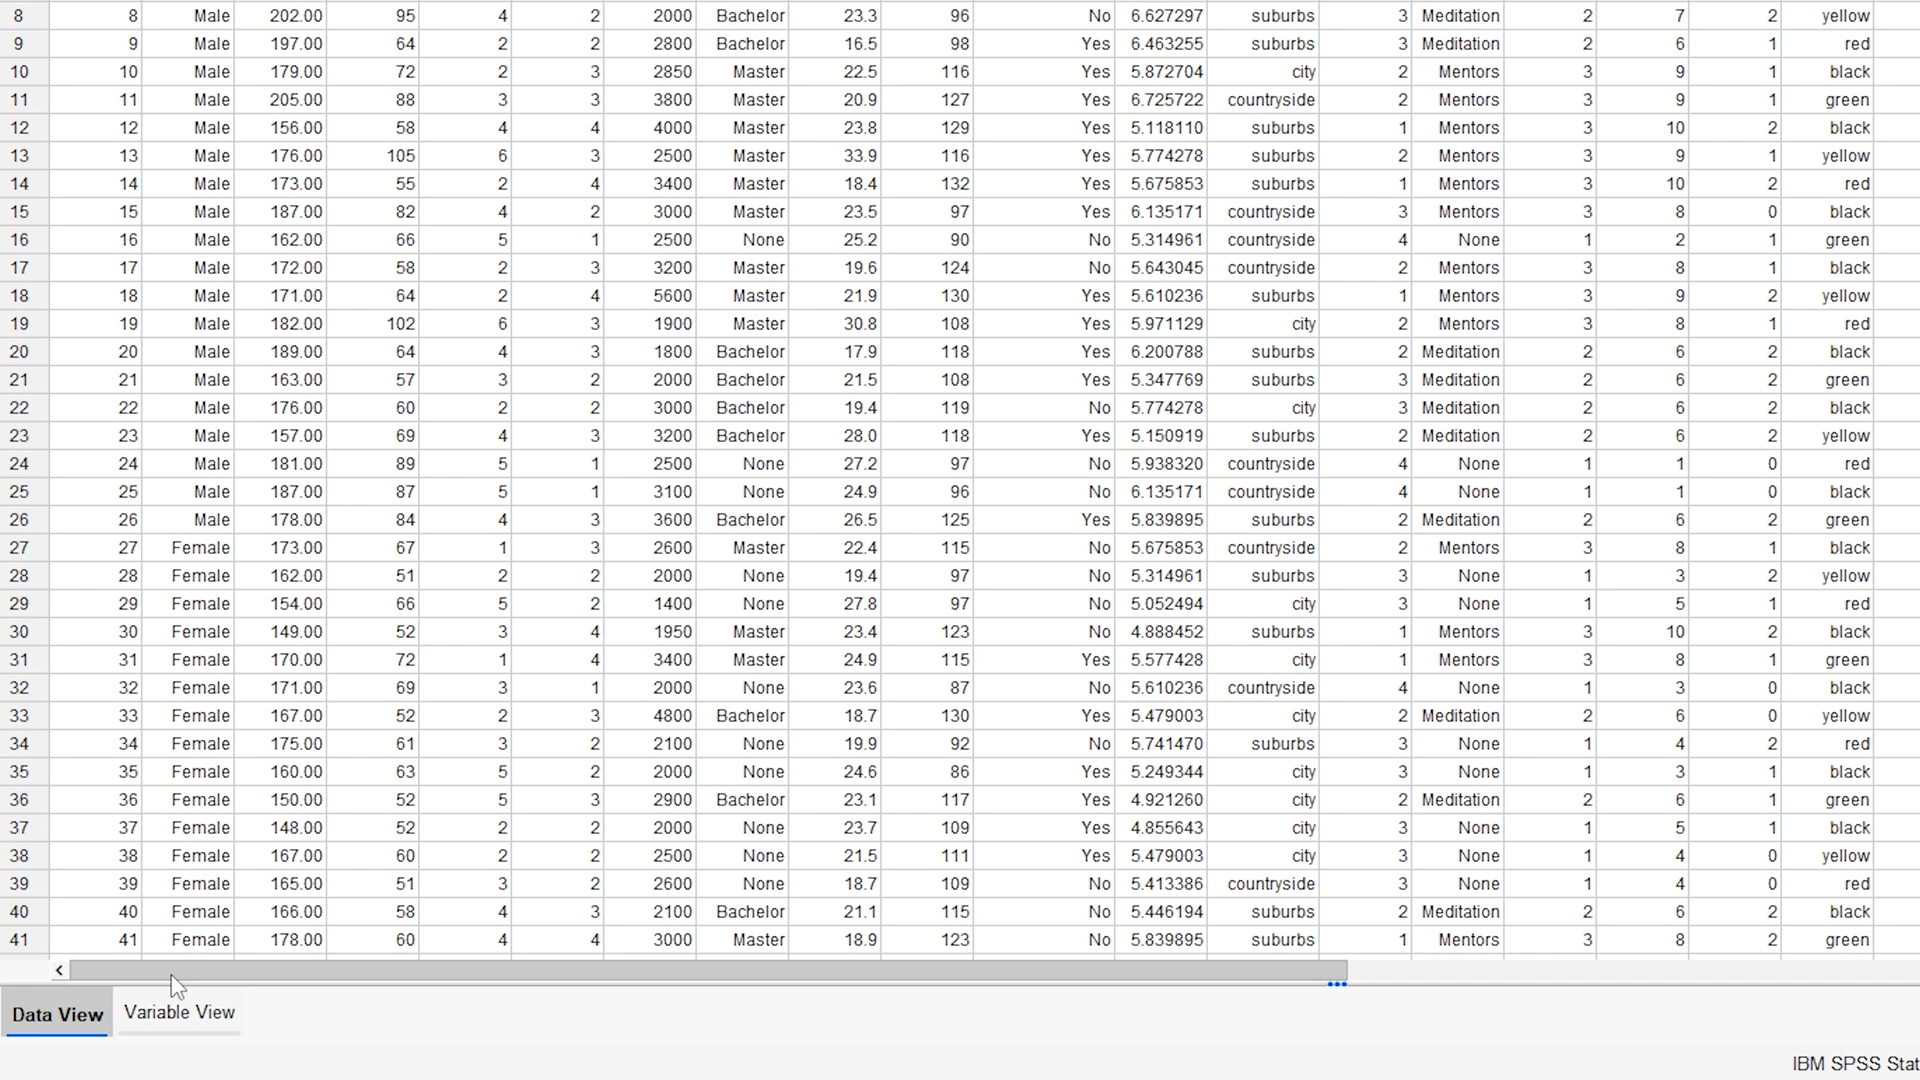 8 8 Male 202.00 95 4 2 2000 Bachelor 23.3 96 No 6.627297 suburbs 3 Meditation 2 7 2 yellow
9 9 Male 197.00 64 2 2 2800 Bachelor 16.5 98 Yes 6.463255 suburbs 3 Meditation 2 6 1 red
10 10 Male 179.00 72 2 3 2850 Master 22.5 116 Yes 5.872704 city 2 Mentors 3 9 1 black
11 11 Male 205.00 88 3 3 3800 Master 20.9 127 Yes 6.725722 countryside 2 Mentors 3 9 1 green
12 12 Male 156.00 58 4 4 4000 Master 23.8 129 Yes 5.118110 suburbs 1 Mentors 3 10 2 black
13 13 Male 176.00 105 6 3 2500 Master 33.9 116 Yes 5.774278 suburbs 2 Mentors 3 9 1 yellow
14 14 Male 173.00 55 2 4 3400 Master 18.4 132 Yes 5.675853 suburbs 1 Mentors 3 10 2 red
15 15 Male 187.00 82 4 2 3000 Master 23.5 97 Yes 6.135171 countryside 3 Mentors 3 8 0 black
16 16 Male 162.00 66 5 1 2500 None 25.2 90 No 5.314961 countryside 4 None 1 2 1 green
17 17 Male 172.00 58 2 3 3200 Master 19.6 124 No 5.643045 countryside 2 Mentors 3 8 1 black
18 18 Male 171.00 64 2 4 5600 Master 21.9 130 Yes 5.610236 suburbs 1 Mentors 3 9 2 yellow
19 19 Male 182.00 102 6 3 1900 Master 30.8 108 Yes 5.971129 city 2 Mentors 3 8 1 red
20 20 Male 189.00 64 4 3 1800 Bachelor 17.9 118 Yes 6.200788 suburbs 2 Meditation 2 6 2 black
21 21 Male 163.00 57 3 2 2000 Bachelor 21.5 108 Yes 5.347769 suburbs 3 Meditation 2 6 2 green
22 22 Male 176.00 60 2 2 3000 Bachelor 19.4 119 No 5.774278 city 3 Meditation 2 6 2 black
23 23 Male 157.00 69 4 3 3200 Bachelor 28.0 118 Yes 5.150919 suburbs 2 Meditation 2 6 2 yellow
24 24 Male 181.00 89 5 1 2500 None 27.2 97 No 5.938320 countryside 4 None 1 1 0 red
25 25 Male 187.00 87 5 1 3100 None 24.9 96 No 6.135171 countryside 4 None 1 1 0 black
26 26 Male 178.00 84 4 3 3600 Bachelor 26.5 125 Yes 5.839895 suburbs 2 Meditation 2 6 2 green
27 27 Female 173.00 67 1 3 2600 Master 22.4 115 No 5.675853 countryside 2 Mentors 3 8 1 black
28 28 Female 162.00 51 2 2 2000 None 19.4 97 No 5.314961 suburbs 3 None 1 3 2 yellow
29 29 Female 154.00 66 5 2 1400 None 27.8 97 No 5.052494 city 3 None 1 5 1 red
30 30 Female 149.00 52 3 4 1950 Master 23.4 123 No 4.888452 suburbs 1 Mentors 3 10 2 black
31 31 Female 170.00 72 1 4 3400 Master 24.9 115 Yes 5.577428 city 1 Mentors 3 8 1 green
32 32 Female 171.00 69 3 1 2000 None 23.6 87 No 5.610236 countryside 4 None 1 3 0 black
33 33 Female 167.00 52 2 3 4800 Bachelor 18.7 130 Yes 5.479003 city 2 Meditation 2 6 0 yellow
34 34 Female 175.00 61 3 2 2100 None 19.9 92 No 5.741470 suburbs 3 None 1 4 2 red
35 35 Female 160.00 63 5 2 2000 None 24.6 86 Yes 5.249344 city 3 None 1 3 1 black
36 36 Female 150.00 52 5 3 2900 Bachelor 23.1 117 Yes 4.921260 city 2 Meditation 2 6 1 green
37 37 Female 148.00 52 2 2 2000 None 23.7 109 Yes 4.855643 city 3 None 1 5 1 black
38 38 Female 167.00 60 2 2 2500 None 21.5 111 Yes 5.479003 city 3 None 1 4 0 yellow
39 39 Female 165.00 51 3 2 2600 None 18.7 109 No 5.413386 countryside 3 None 1 4 0 red
40 40 Female 166.00 58 4 3 2100 Bachelor 21.1 115 No 5.446194 suburbs 2 Meditation 2 6 2 black
41 41 Female 178.00 60 4 4 3000 Master 18.9 123 No 5.839895 suburbs 1 Mentors 3 8 2 green
Data View Variable View
IBM SPSS Stat